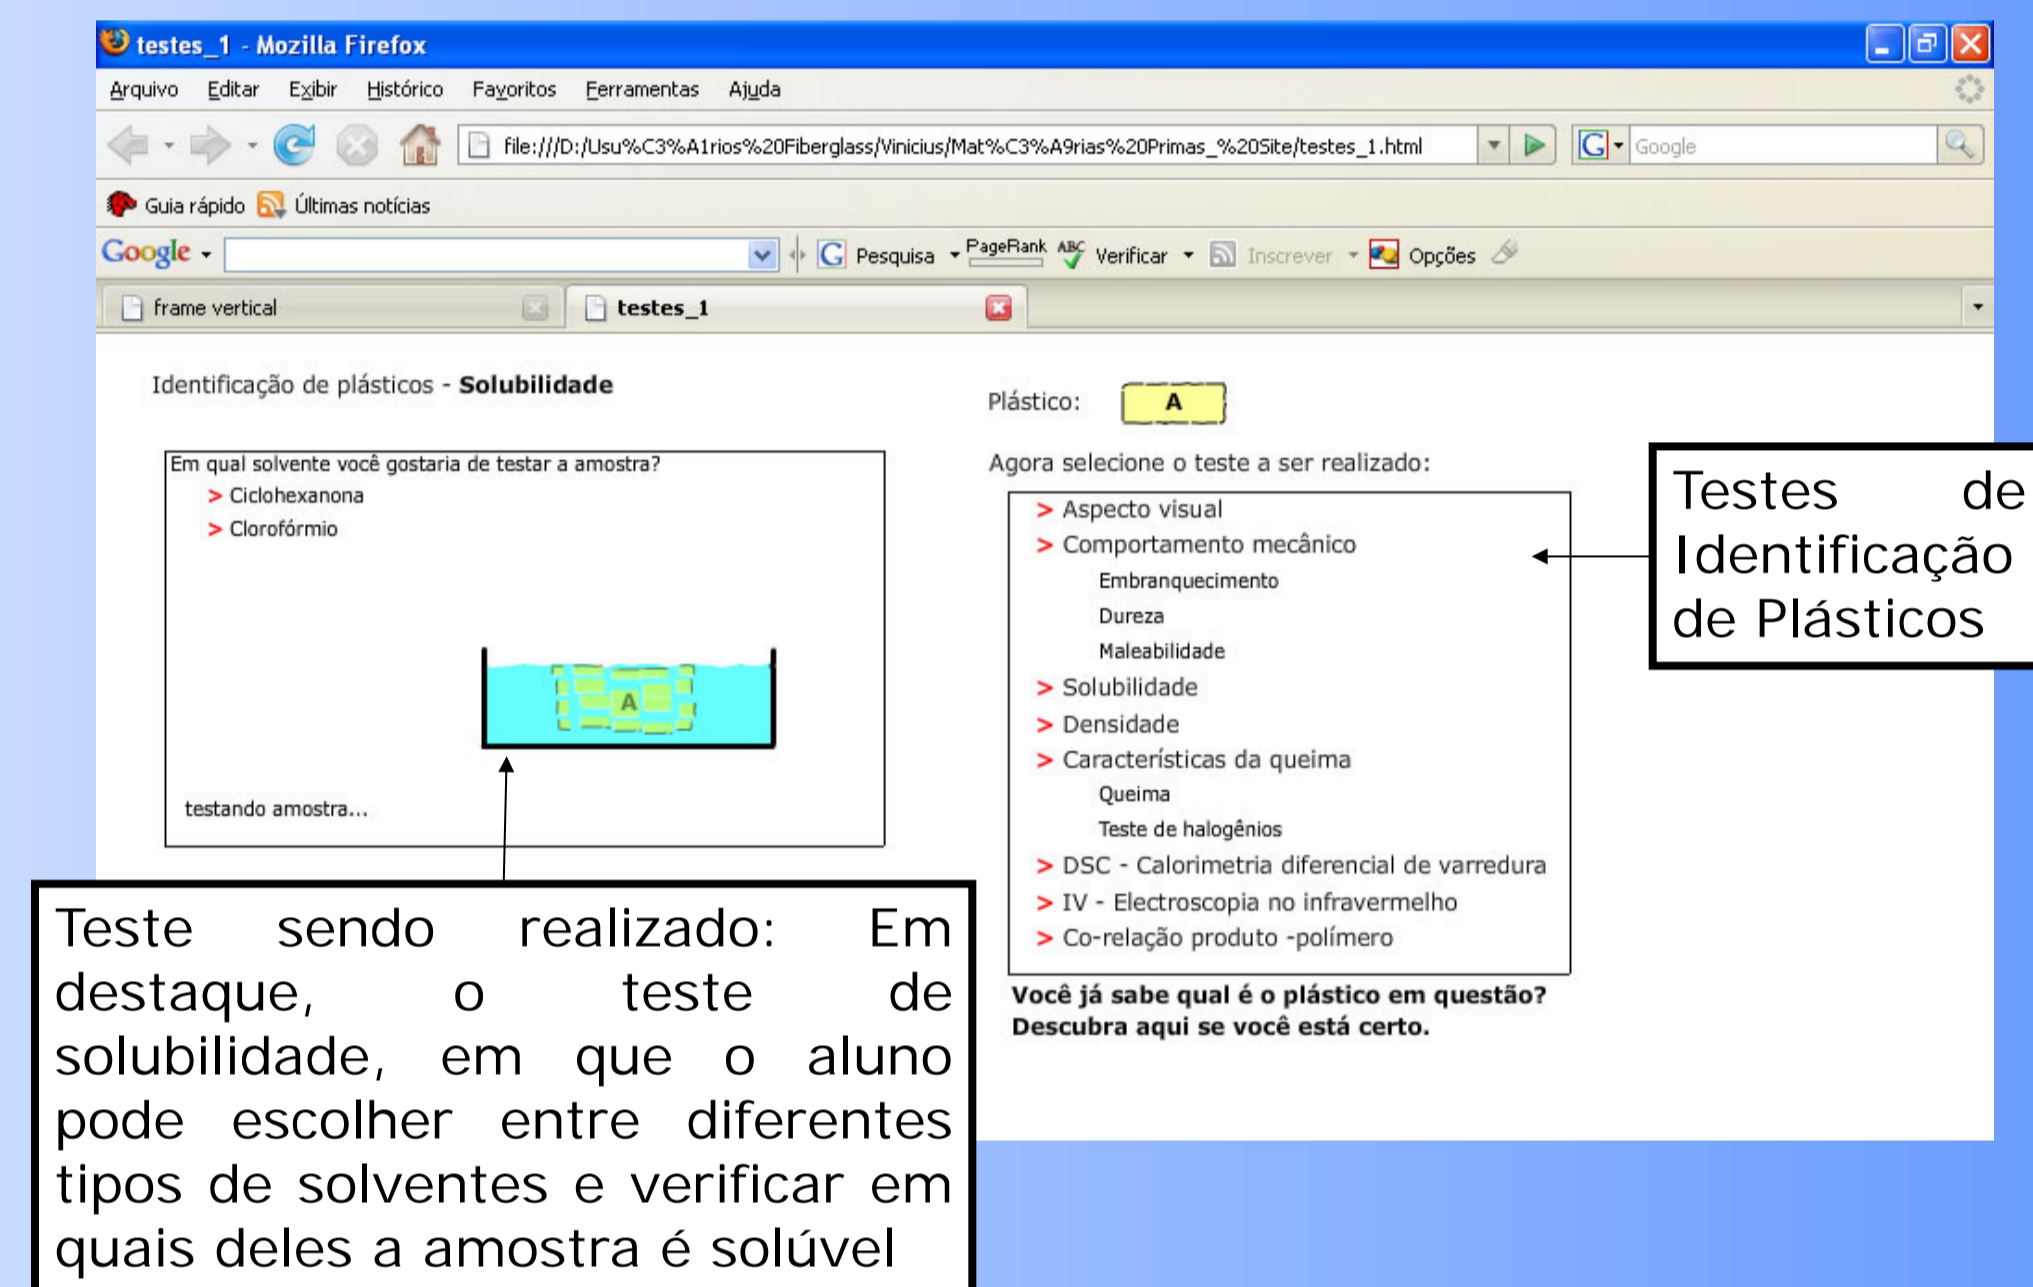 testes_1 - Mozilla Firefox
Arquivo Editar Exibir Histórico Favoritos Ferramentas Ajuda
file:///D:/Usu%C3%A1rios%20Fiberglass/Vinicius/Mat%C3%A9rias%20Primas_%20Site/testes_1.html
G Google
Guia rápido Últimas notícias
Google G Pesquisa PageRank ABC Verificar Inscrever Opções
frame vertical testes_1
Identificação de plásticos - Solubilidade
Em qual solvente você gostaria de testar a amostra?
> Ciclohexanona
> Clorofórmio
A
testando amostra...
Plástico: A
Agora selecione o teste a ser realizado:
> Aspecto visual
> Comportamento mecânico
Embranquecimento
Dureza
Maleabilidade
> Solubilidade
> Densidade
> Características da queima
Queima
Teste de halogênios
> DSC - Calorimetria diferencial de varredura
> IV - Electroscopia no infravermelho
> Co-relação produto -polímero
Você já sabe qual é o plástico em questão?
Descubra aqui se você está certo.
Testes de
Identificação
de Plásticos
Teste sendo realizado: Em
destaque, o teste de
solubilidade, em que o aluno
pode escolher entre diferentes
tipos de solventes e verificar em
quais deles a amostra é solúvel